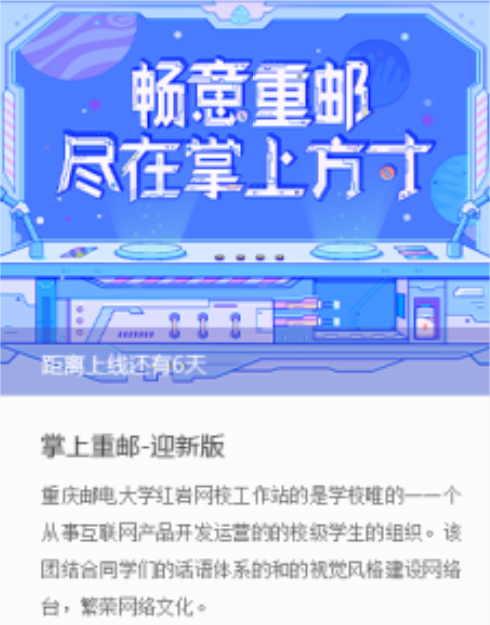 畅意重邮
尽在掌上方寸
距离上线还有6天
掌上重邮-迎新版
重庆邮电大学红岩网校工作站的是学校唯的一一个
从事互联网产品开发运营的的校级学生的组织。该
团结合同学们的话语体系的和的视觉风格建设网络
台，繁荣网络文化。